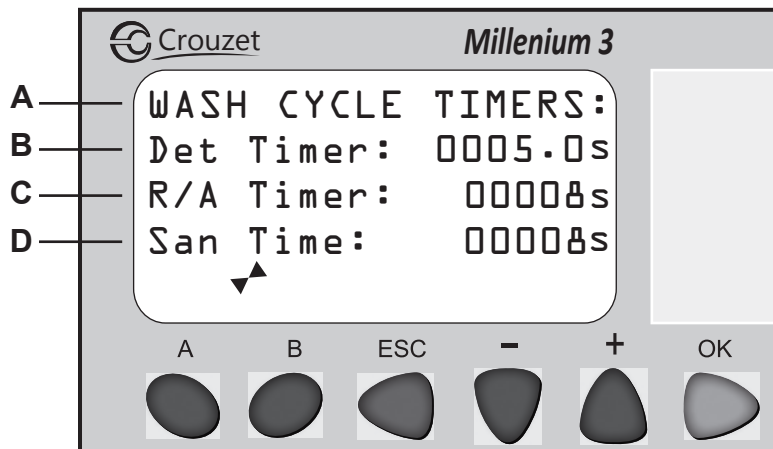 Crouzet Millenium 3
A WASH CYCLE TIMERS:
B Det Timer: 0005.0s
C R/A Timer: 00008s
D San Time: 00008s
A B ESC - + OK